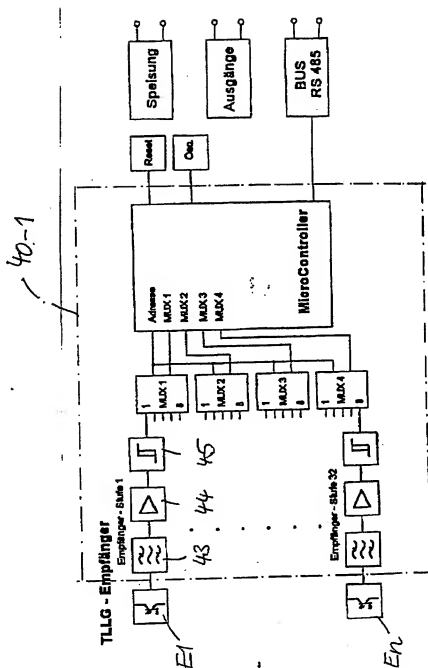 40-1
TLLG - Empfänger
Empfänger - Stufe 1
E1
43
44
45
1
MUX 1
8
1
MUX 2
8
1
MUX 3
8
1
MUX 4
8
Empfänger - Stufe 32
En
Adresse
MUX 1
MUX 2
MUX 3
MUX 4
MicroController
Reset
Osc.
Speisung
Ausgänge
BUS
RS 485